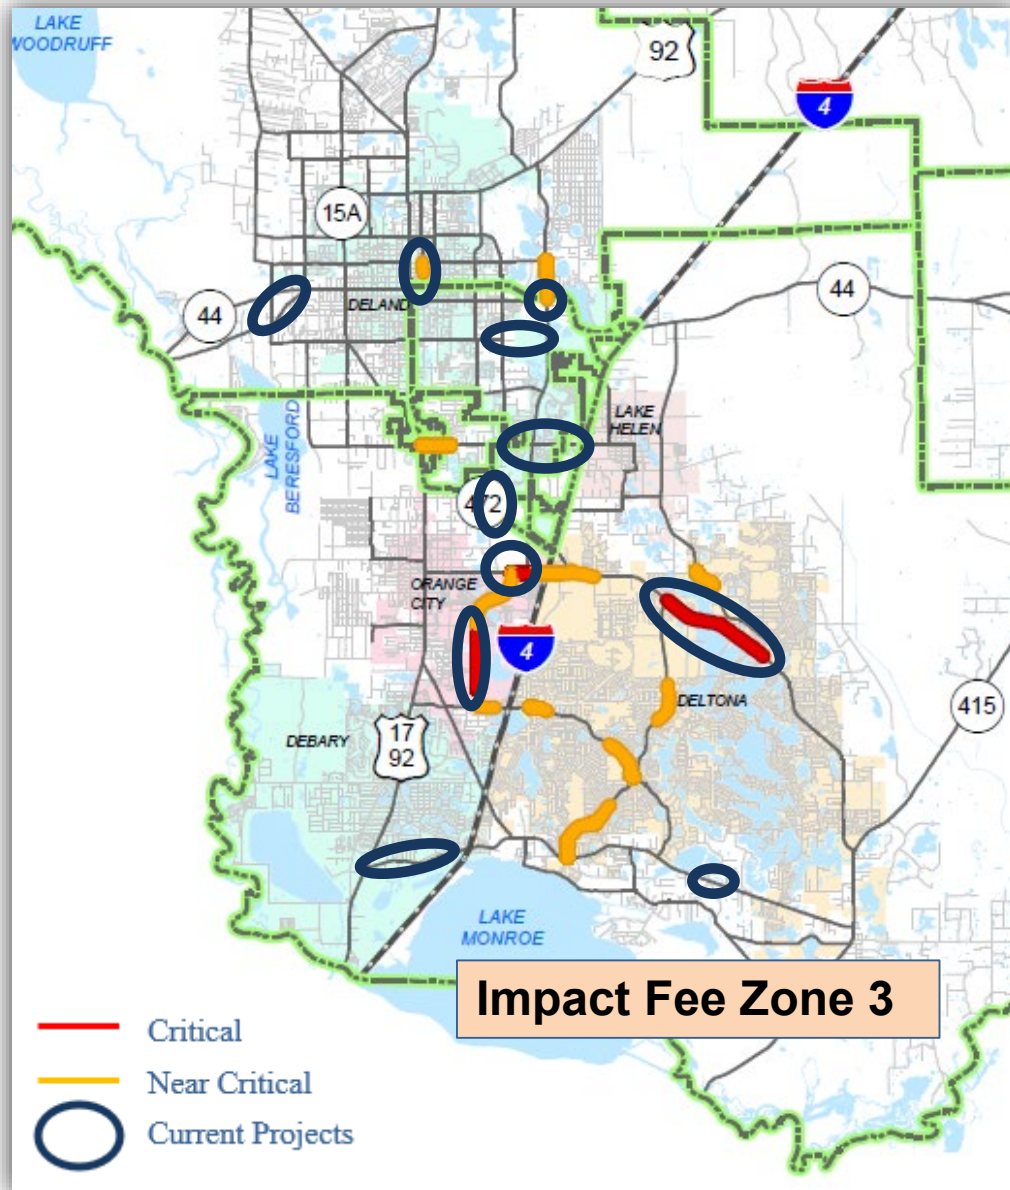 LAKE
WOODRUFF
92
4
15A
44
44
DELAND
LAKE
HELEN
LAKE
BERESFORD
472
ORANGE
CITY
4
DELTONA
415
DEBARY
17
92
LAKE
MONROE
Impact Fee Zone 3
Critical
Near Critical
Current Projects